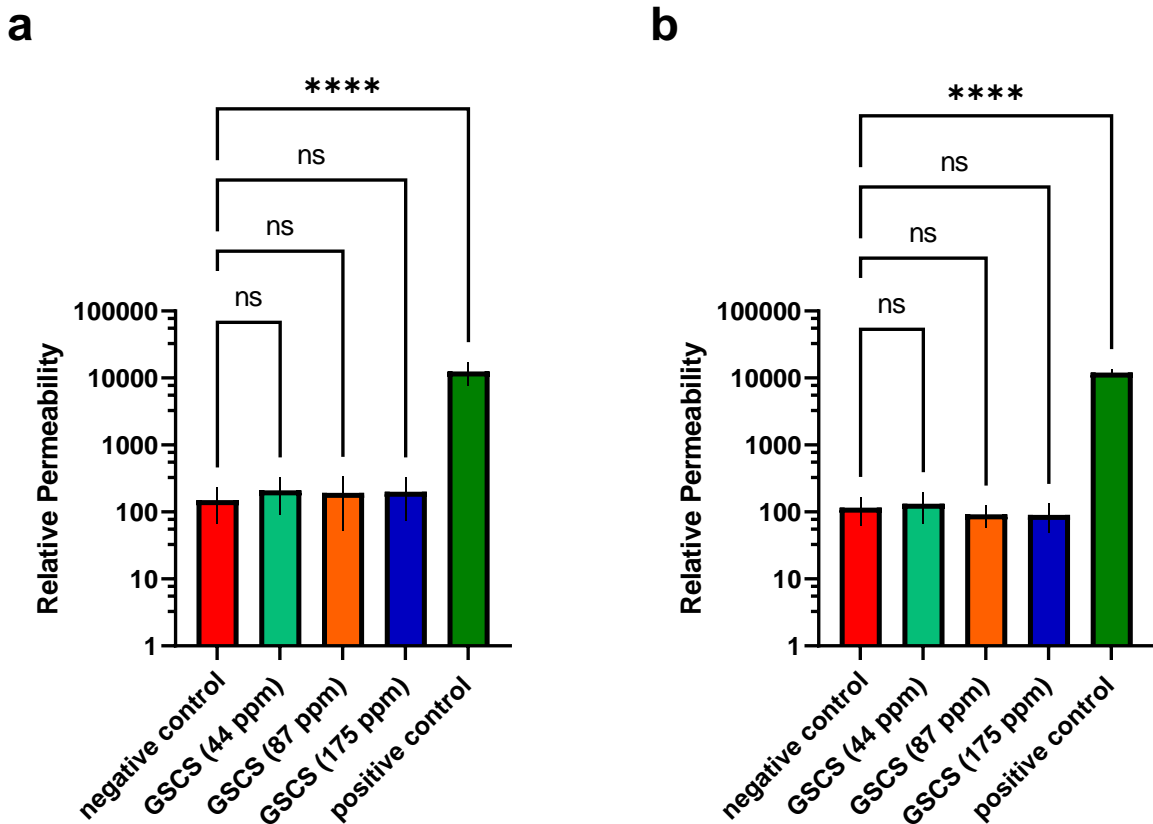 a
****
ns
ns
ns
100000
10000
1000
100
10
1
Relative Permeability
negative control
GSCS (44 ppm)
GSCS (87 ppm)
GSCS (175 ppm)
positive control
b
****
ns
ns
ns
100000
10000
1000
100
10
1
Relative Permeability
negative control
GSCS (44 ppm)
GSCS (87 ppm)
GSCS (175 ppm)
positive control